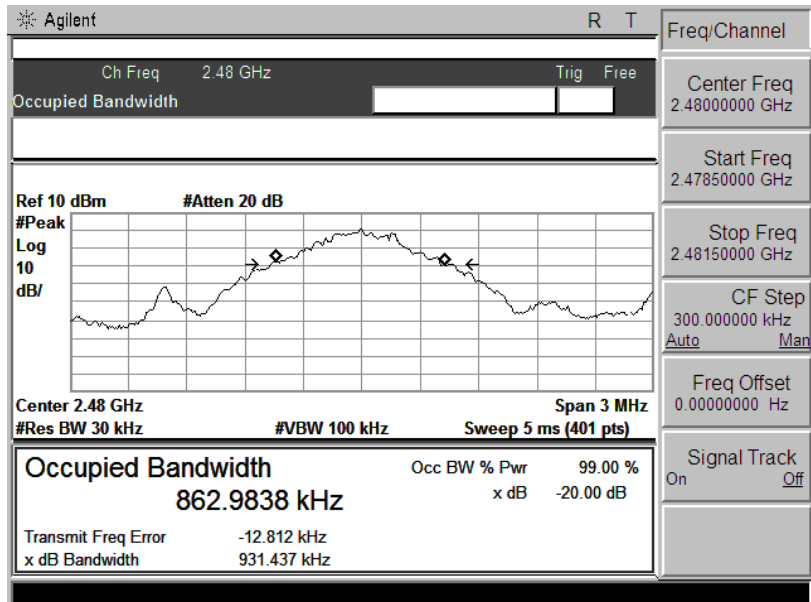 Agilent R T
Ch Freq 2.48 GHz Trig Free
Occupied Bandwidth
Ref 10 dBm #Atten 20 dB
#Peak
Log
10
dB/
Center 2.48 GHz Span 3 MHz
#Res BW 30 kHz #VBW 100 kHz Sweep 5 ms (401 pts)
Occupied Bandwidth Occ BW % Pwr 99.00 %
862.9838 kHz x dB -20.00 dB
Transmit Freq Error -12.812 kHz
x dB Bandwidth 931.437 kHz
Freq/Channel
Center Freq
2.48000000 GHz
Start Freq
2.47850000 GHz
Stop Freq
2.48150000 GHz
CF Step
300.000000 kHz
Auto Man
Freq Offset
0.00000000 Hz
Signal Track
On Off